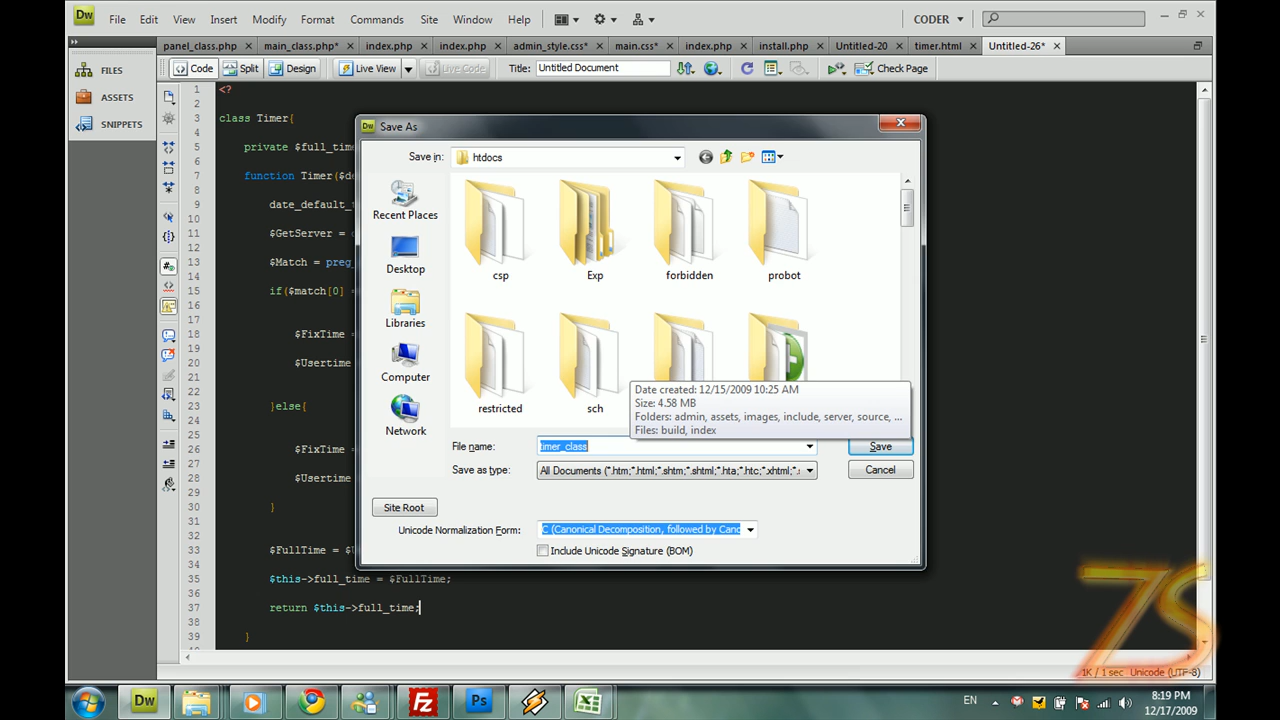 Dw File Edit View Insert Modify Format Commands Site Window Help CODER
panel_class.php main_class.php* index.php index.php admin_style.css* main.css* index.php install.php Untitled-20 timer.html Untitled-26*
FILES
ASSETS
SNIPPETS
Code Split Design Live View Live Code Title: Untitled Document Check Page
1 <?
2
3 class Timer{
4
5 private $full_time
6
7 function Timer($de
8
9 date_default_t
10
11 $GetServer =
12
13 $Match = preg_
14
15 if($match[0] =
16
17
18 $FixTime =
19
20 $Usertime
21
22
23 }else{
24
25
26 $FixTime =
27
28 $Usertime
29
30 }
31
32
33 $FullTime =
34
35 $this->full_time = $FullTime;
36
37 return $this->full_time;
38
39 }
40
Dw Save As
Save in: htdocs
Recent Places
Desktop
Libraries
Computer
Network
csp Exp forbidden probot
restricted sch
Date created: 12/15/2009 10:25 AM
Size: 4.58 MB
Folders: admin, assets, images, include, server, source, ...
Files: build, index
File name: timer_class Save
Save as type: All Documents (*.htm;*.html;*.shtm;*.shtml;*.hta;*.htc;*.xhtml;*.s Cancel
Site Root
Unicode Normalization Form: C (Canonical Decomposition, followed by Canc
Include Unicode Signature (BOM)
7S
1K / 1 sec Unicode (UTF-8)
Dw Fz Ps EN 8:19 PM
12/17/2009